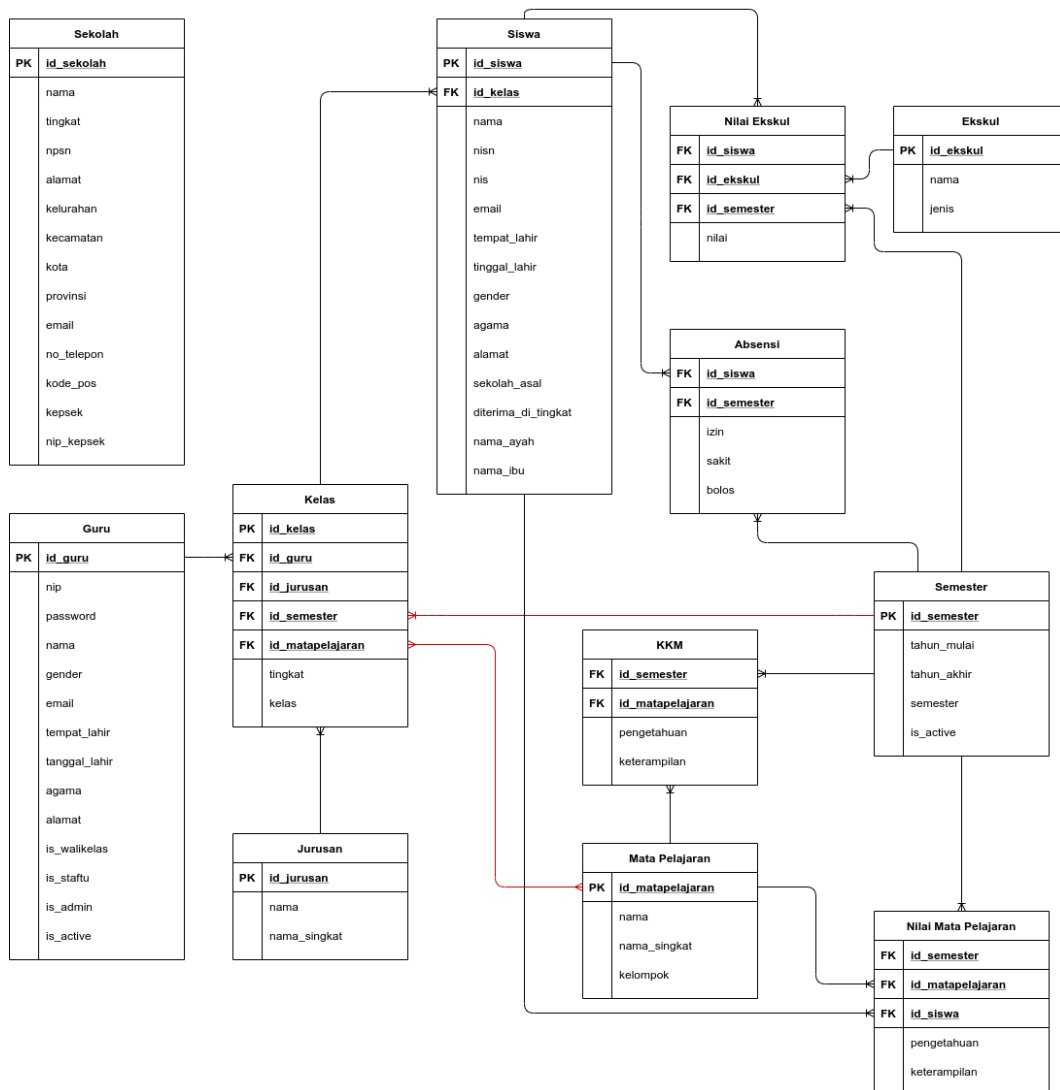 Sekolah
PK id_sekolah
nama
tingkat
npsn
alamat
kelurahan
kecamatan
kota
provinsi
email
no_telepon
kode_pos
kepsek
nip_kepsek
Siswa
PK id_siswa
FK id_kelas
nama
nisn
nis
email
tempat_lahir
tinggal_lahir
gender
agama
alamat
sekolah_asal
diterima_di_tingkat
nama_ayah
nama_ibu
Nilai Ekskul
FK id_siswa
FK id_ekskul
FK id_semester
nilai
Ekskul
PK id_ekskul
nama
jenis
Absensi
FK id_siswa
FK id_semester
izin
sakit
bolos
Guru
PK id_guru
nip
password
nama
gender
email
tempat_lahir
tanggal_lahir
agama
alamat
is_walikelas
is_staftu
is_admin
is_active
Kelas
PK id_kelas
FK id_guru
FK id_jurusan
FK id_semester
FK id_matapelajaran
tingkat
kelas
Jurusan
PK id_jurusan
nama
nama_singkat
KKM
FK id_semester
FK id_matapelajaran
pengetahuan
keterampilan
Semester
PK id_semester
tahun_mulai
tahun_akhir
semester
is_active
Mata Pelajaran
PK id_matapelajaran
nama
nama_singkat
kelompok
Nilai Mata Pelajaran
FK id_semester
FK id_matapelajaran
FK id_siswa
pengetahuan
keterampilan